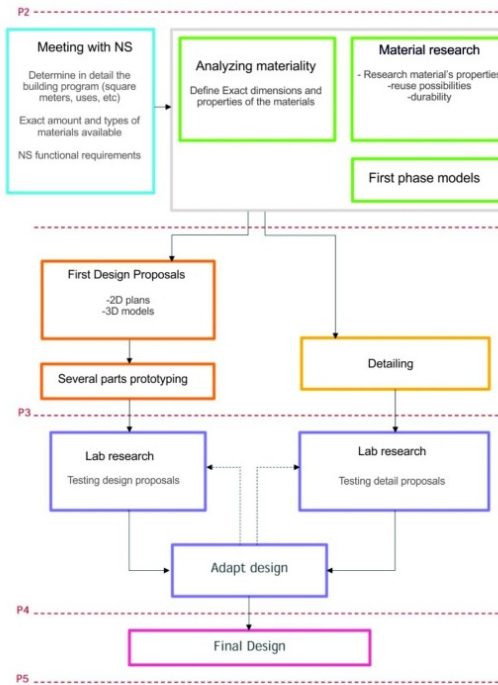 P2
Meeting with NS
Determine in detail the
building program (square
meters, uses, etc)
Exact amount and types of
materials available
NS functional requirements
Analyzing materiality
Define Exact dimensions and
properties of the materials
Material research
- Research material's properties
-reuse possibilities
-durability
First phase models
First Design Proposals
-2D plans
-3D models
Several parts prototyping
Detailing
P3
Lab research
Testing design proposals
Lab research
Testing detail proposals
Adapt design
P4
Final Design
P5